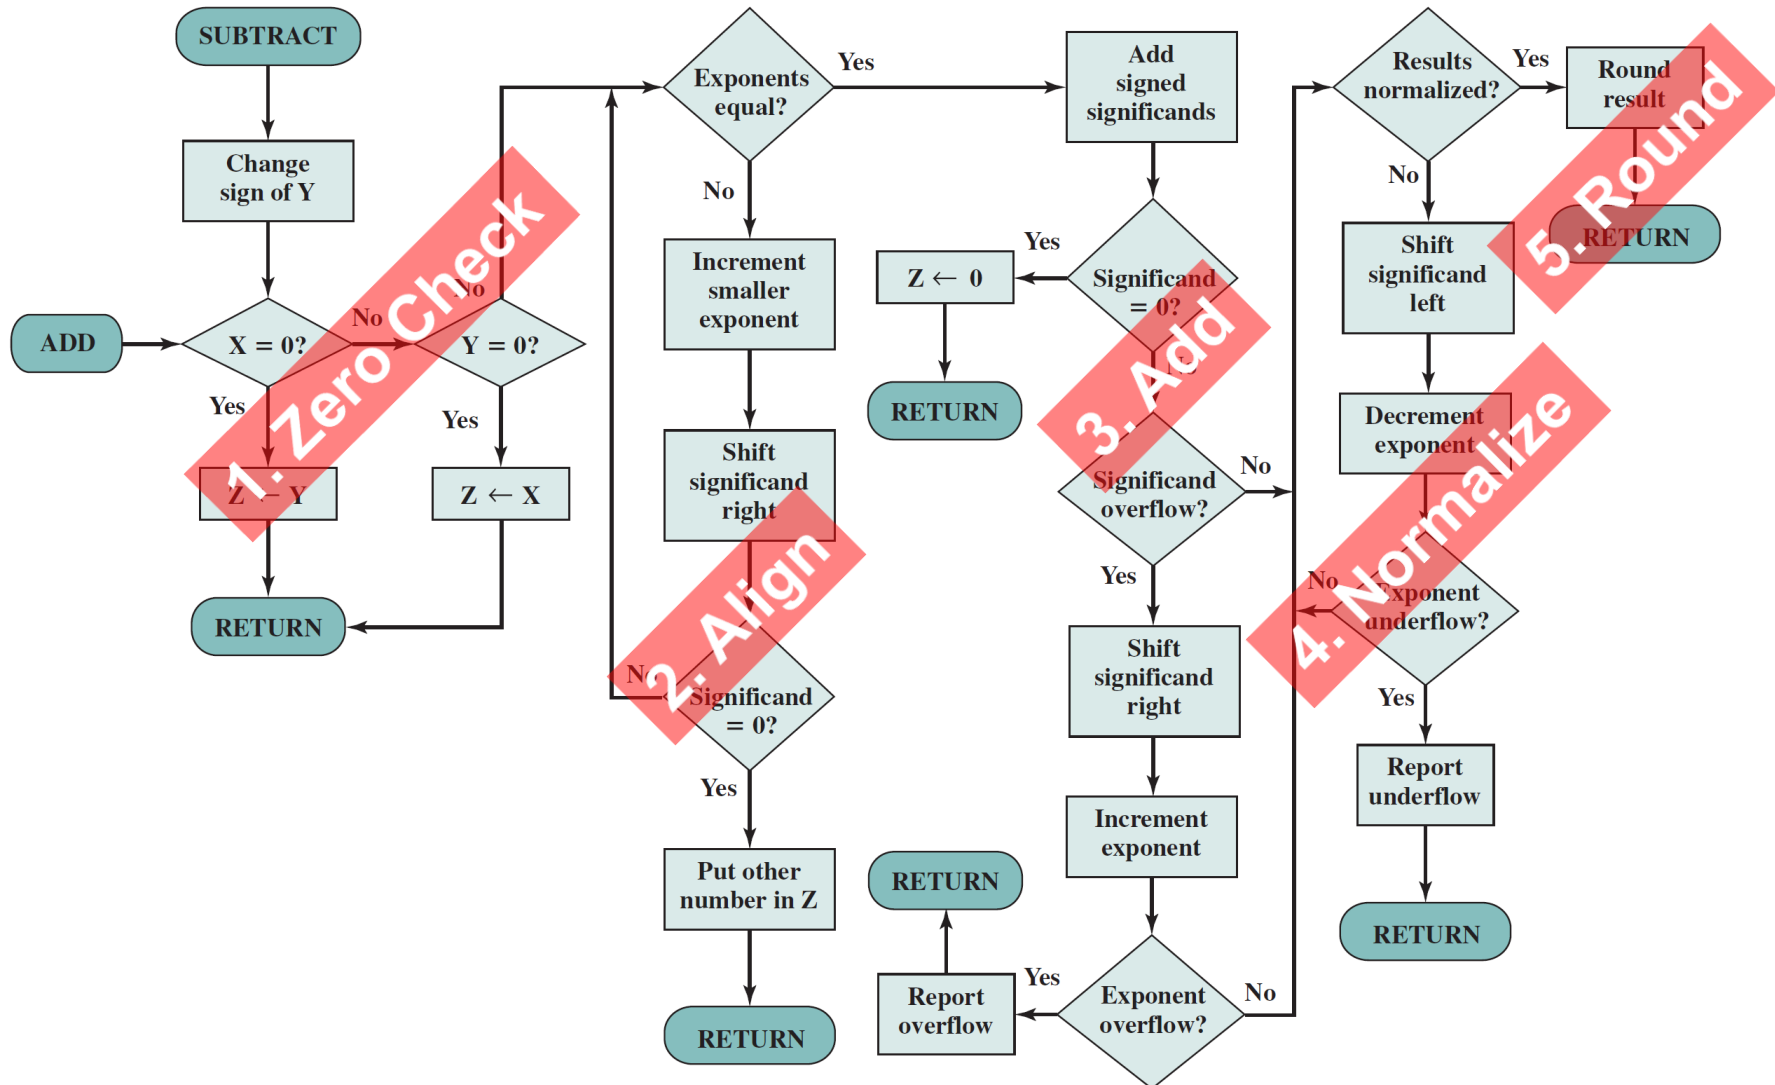 SUBTRACT
Change
sign of Y
ADD
X = 0?
No
Y = 0?
No
Yes
Yes
Z ← Y
Z ← X
RETURN
1. Zero Check
Exponents
equal?
Yes
No
Increment
smaller
exponent
Shift
significand
right
Significand
= 0?
No
Yes
Put other
number in Z
RETURN
2. Align
Add
signed
significands
Significand
= 0?
Yes
Z ← 0
RETURN
No
Significand
overflow?
No
Yes
Shift
significand
right
Increment
exponent
Exponent
overflow?
Yes
No
Report
overflow
RETURN
3. Add
Results
normalized?
Yes
Round
result
RETURN
5. Round
No
Shift
significand
left
Decrement
exponent
Exponent
underflow?
No
Yes
Report
underflow
RETURN
4. Normalize